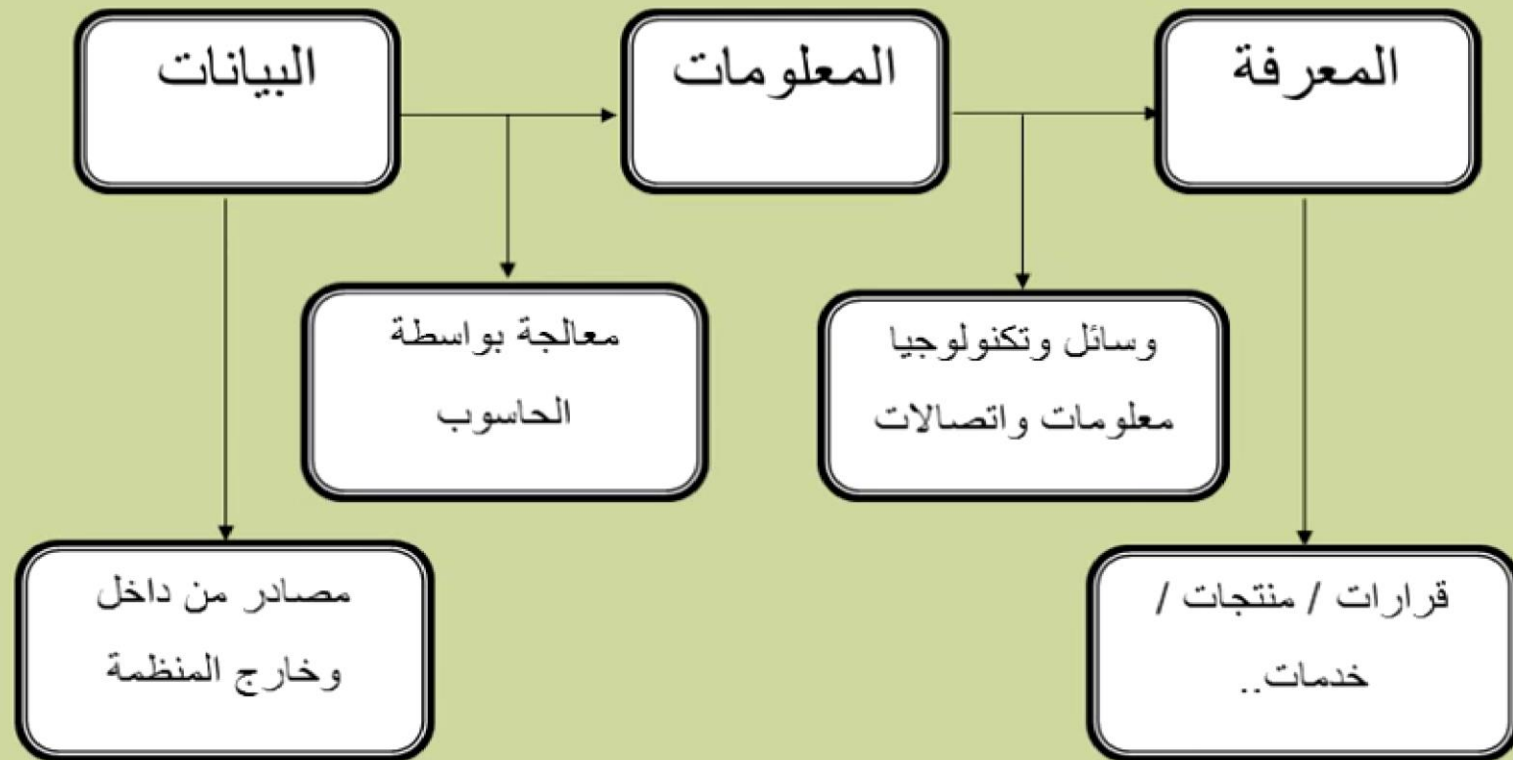 البيانات
المعلومات
المعرفة
معالجة بواسطة
الحاسوب
وسائل وتكنولوجيا
معلومات واتصالات
مصادر من داخل
وخارج المنظمة
قرارات / منتجات /
خدمات..